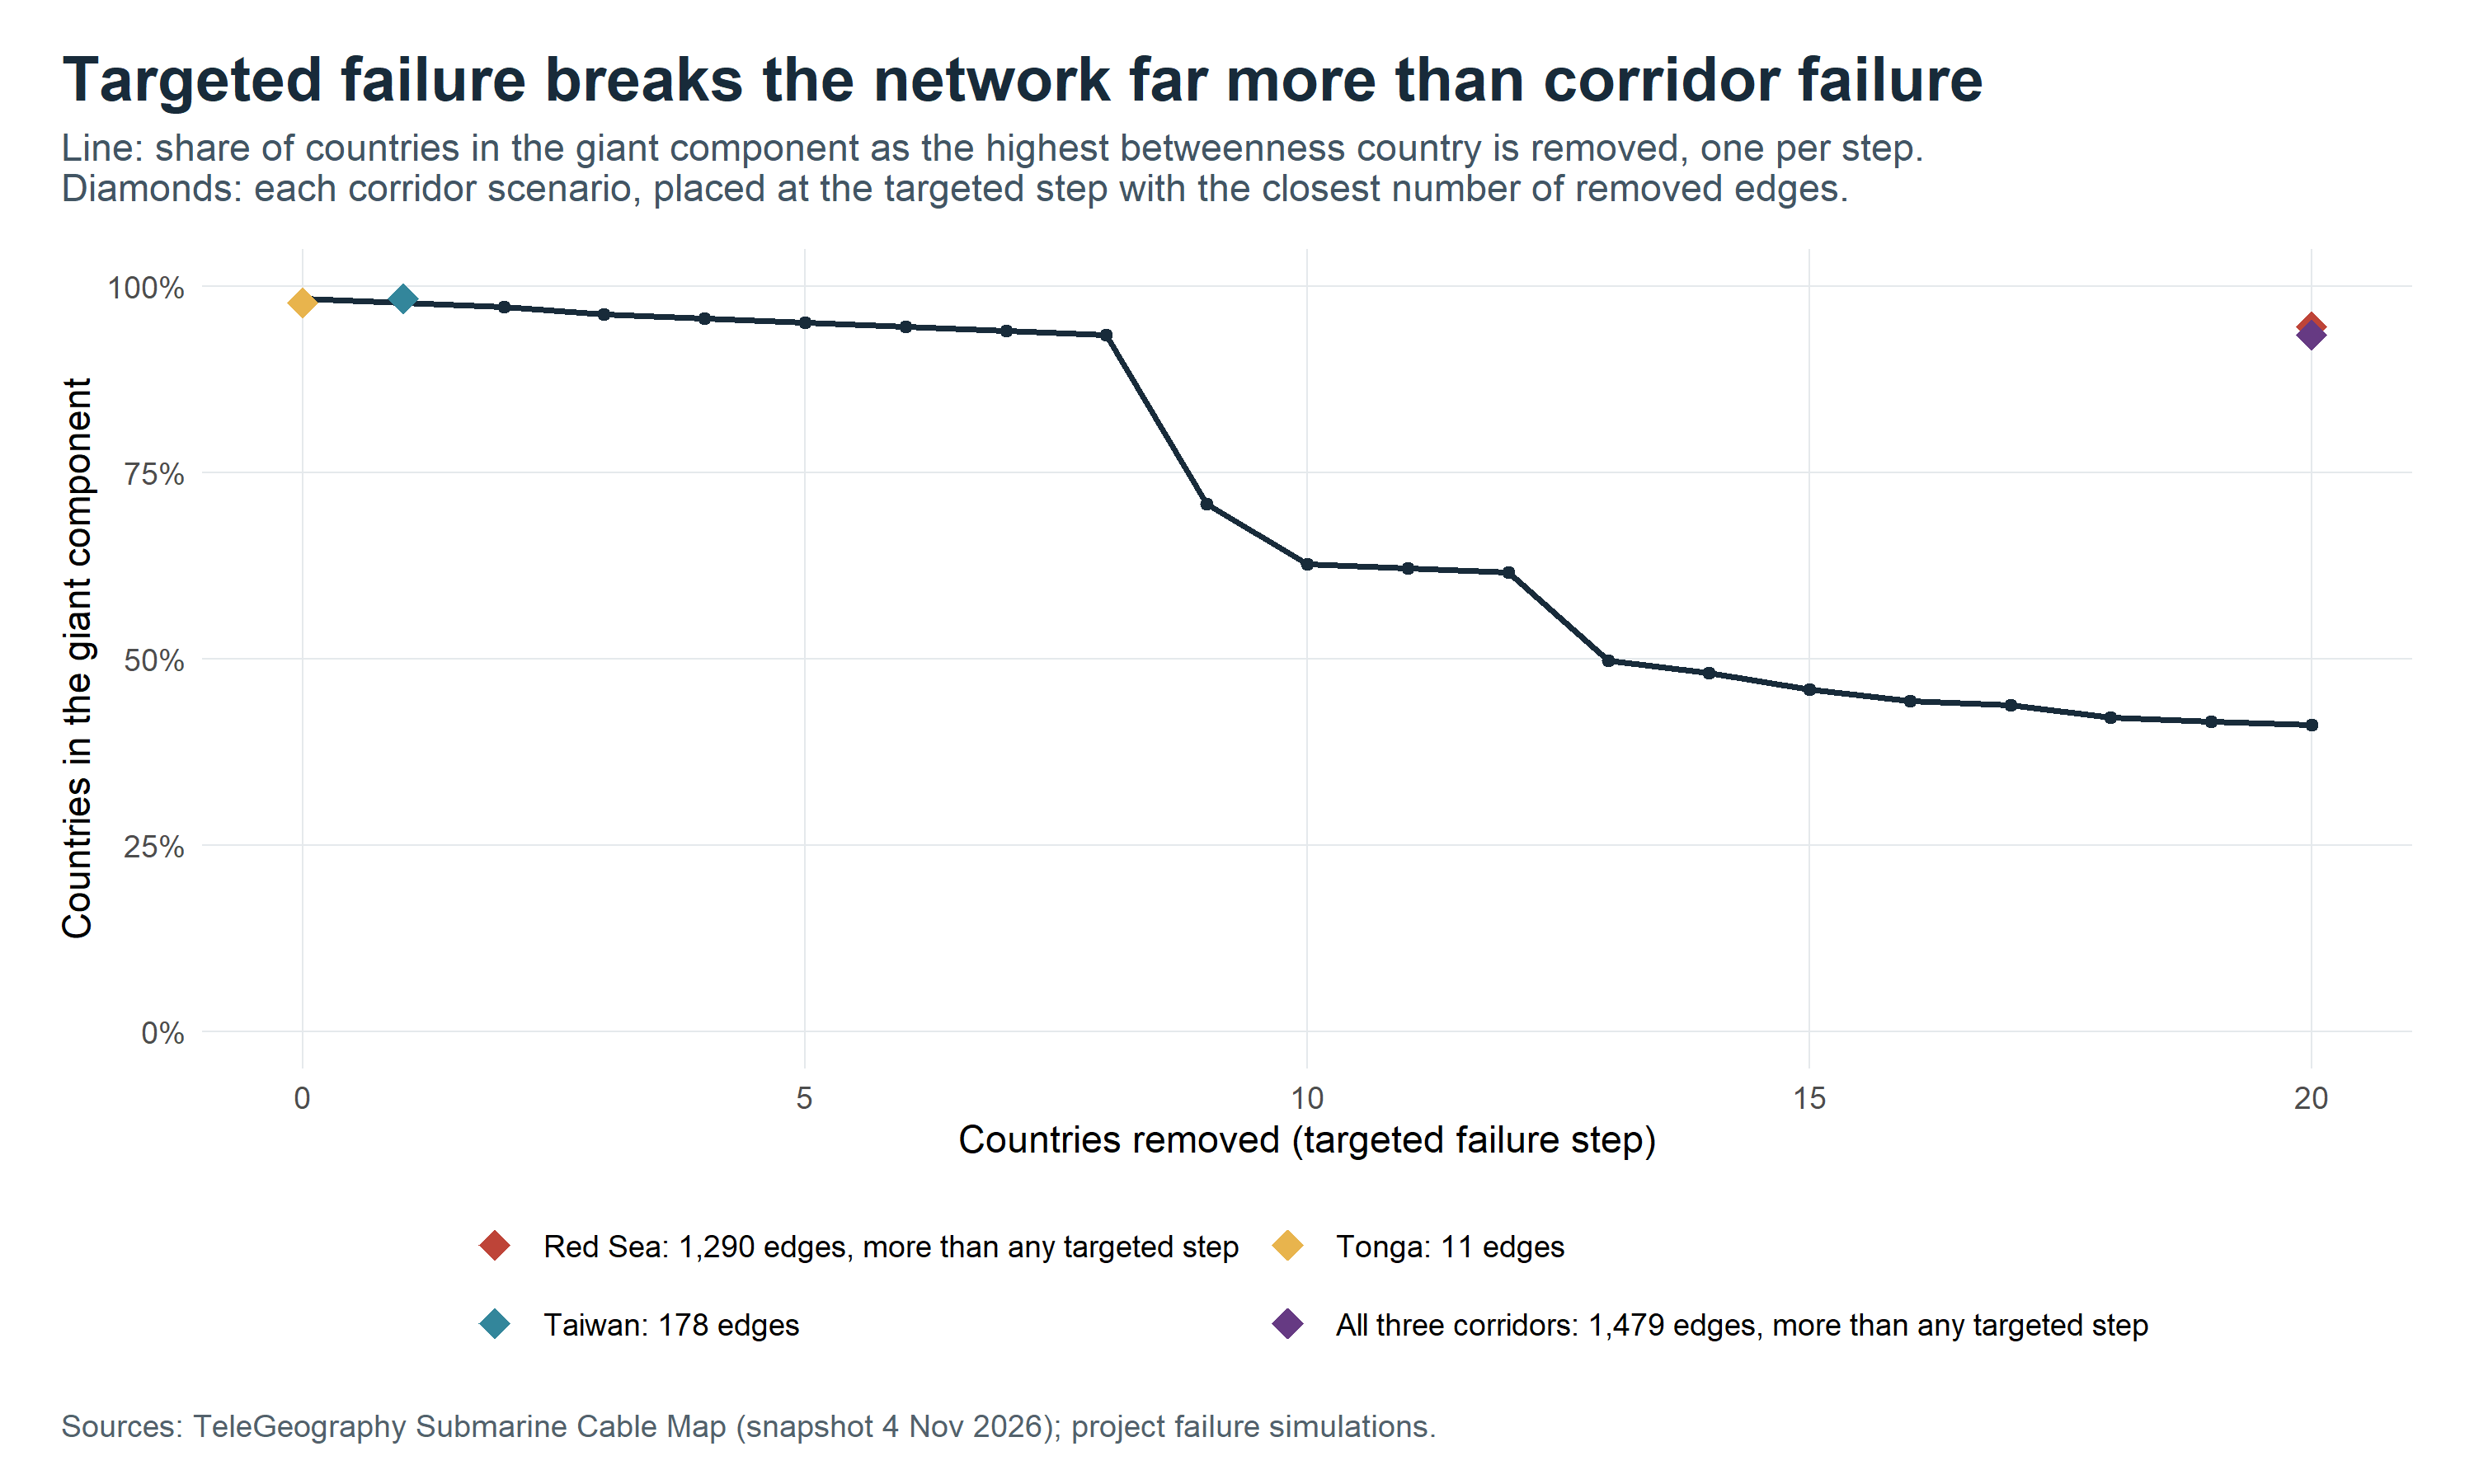 Targeted failure breaks the network far more than corridor failure
Line: share of countries in the giant component as the highest betweenness country is removed, one per step.
Diamonds: each corridor scenario, placed at the targeted step with the closest number of removed edges.
Countries in the giant component
100%
75%
50%
25%
0%
0 5 10 15 20
Countries removed (targeted failure step)
Red Sea: 1,290 edges, more than any targeted step
Tonga: 11 edges
Taiwan: 178 edges
All three corridors: 1,479 edges, more than any targeted step
Sources: TeleGeography Submarine Cable Map (snapshot 4 Nov 2026); project failure simulations.